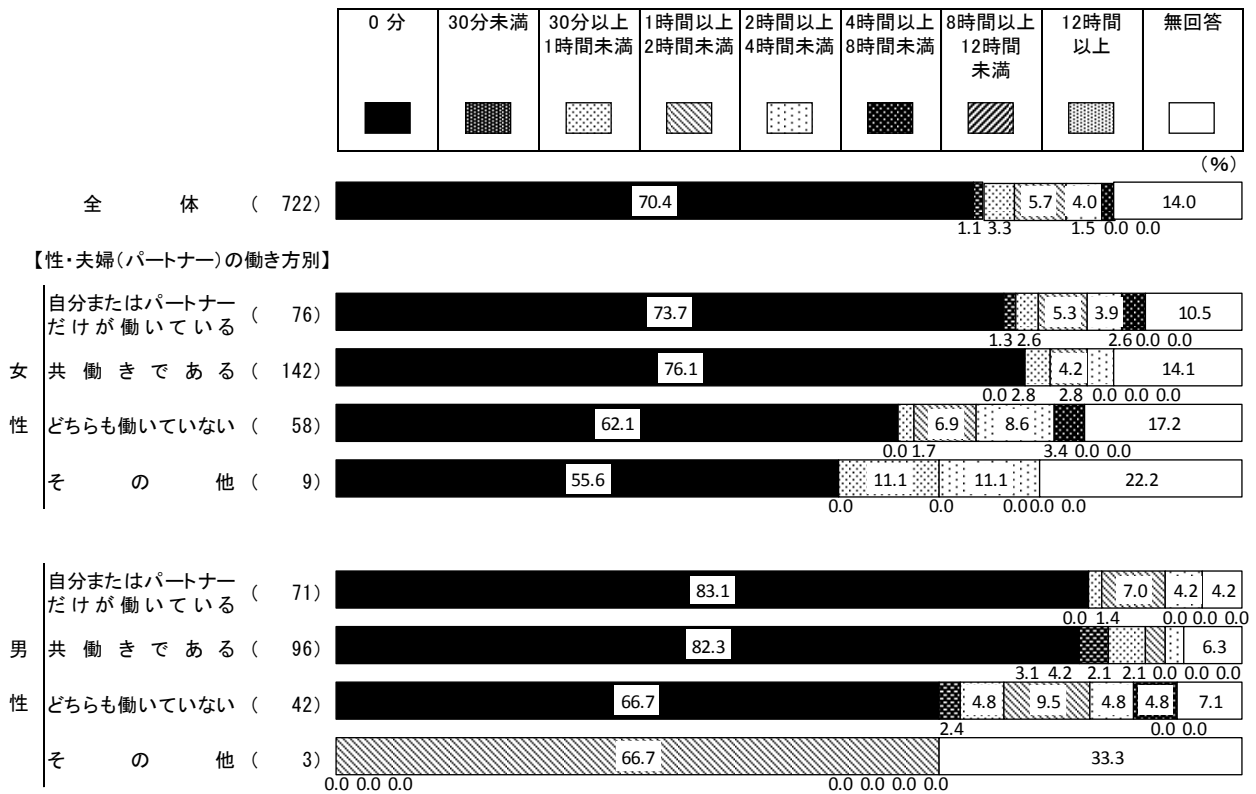 0 分
30分未満
30分以上
1時間未満
1時間以上
2時間未満
2時間以上
4時間未満
4時間以上
8時間未満
8時間以上
12時間
未満
12時間
以上
無回答
(%)
全 体 ( 722)
70.4 5.7 4.0 14.0
1.1 3.3 1.5 0.0 0.0
【性・夫婦(パートナー)の働き方別】
女性
自分またはパートナー
だけが働いている ( 76)
73.7 5.3 3.9 10.5
1.3 2.6 2.6 0.0 0.0
共働きである ( 142)
76.1 4.2 14.1
0.0 2.8 2.8 0.0 0.0 0.0
どちらも働いていない ( 58)
62.1 6.9 8.6 17.2
0.0 1.7 3.4 0.0 0.0
その他 ( 9)
55.6 11.1 11.1 22.2
0.0 0.0 0.0 0.0 0.0
男性
自分またはパートナー
だけが働いている ( 71)
83.1 7.0 4.2 4.2
0.0 1.4 0.0 0.0 0.0
共働きである ( 96)
82.3 6.3
3.1 4.2 2.1 2.1 0.0 0.0 0.0
どちらも働いていない ( 42)
66.7 4.8 9.5 4.8 4.8 7.1
2.4 0.0 0.0
その他 ( 3)
66.7 33.3
0.0 0.0 0.0 0.0 0.0 0.0 0.0